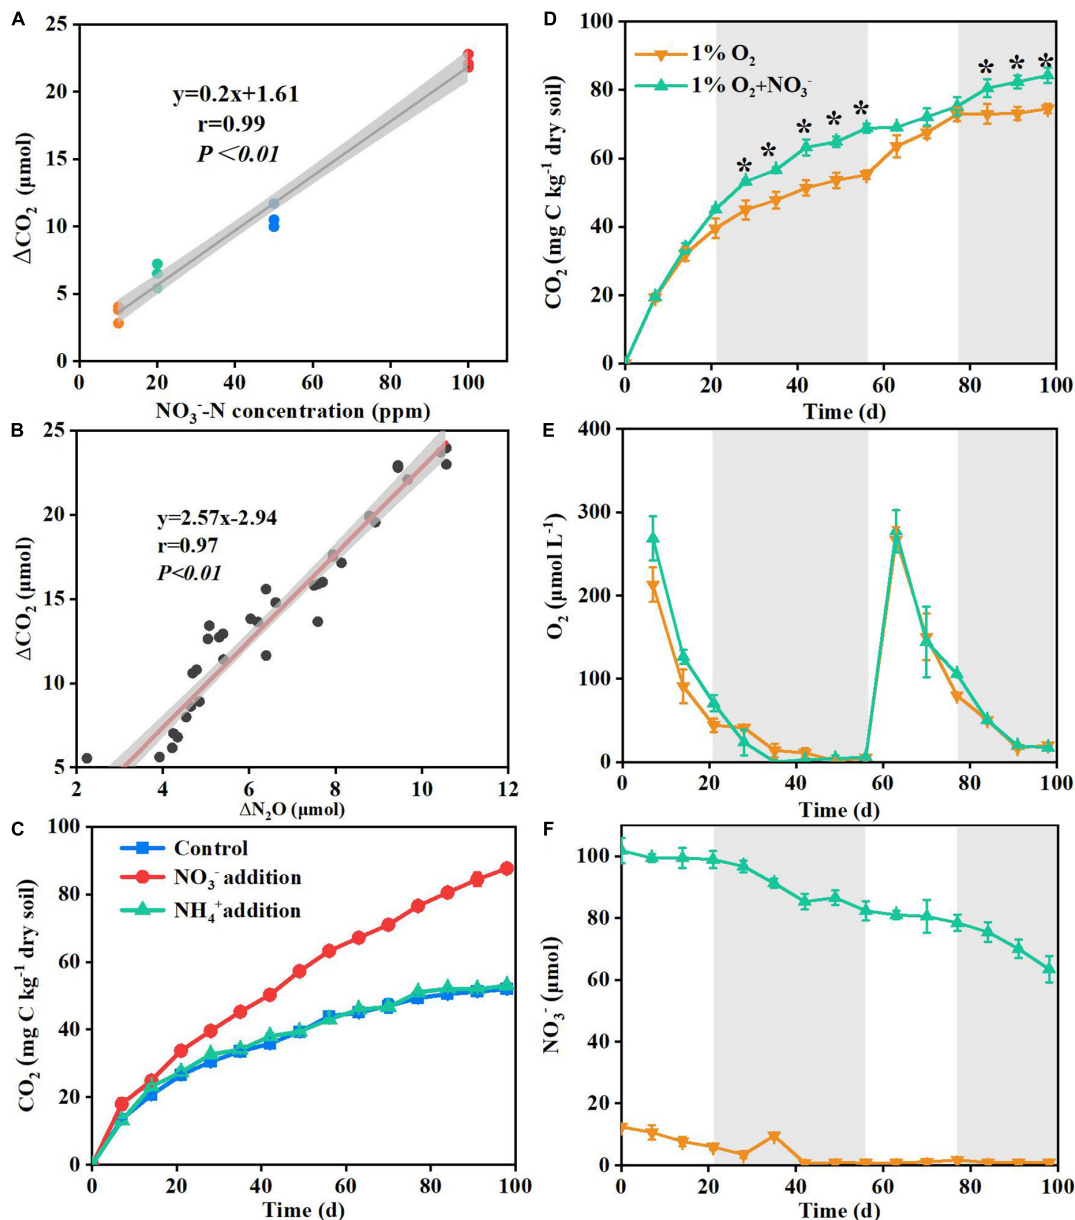 A
25
20
15
10
5
0
ΔCO₂ (μmol)
y=0.2x+1.61
r=0.99
P＜0.01
0 20 40 60 80 100
NO₃⁻-N concentration (ppm)
B
25
20
15
10
5
ΔCO₂ (μmol)
y=2.57x-2.94
r=0.97
P<0.01
2 4 6 8 10 12
ΔN₂O (μmol)
C
100
80
60
40
20
0
CO₂ (mg C kg⁻¹ dry soil)
Control
NO₃⁻ addition
NH₄⁺ addition
0 20 40 60 80 100
Time (d)
D
100
80
60
40
20
0
CO₂ (mg C kg⁻¹ dry soil)
1% O₂
1% O₂+NO₃⁻
* * * * * * * *
0 20 40 60 80 100
Time (d)
E
400
300
200
100
0
O₂ (μmol L⁻¹)
0 20 40 60 80 100
Time (d)
F
100
80
60
40
20
0
NO₃⁻ (μmol)
0 20 40 60 80 100
Time (d)